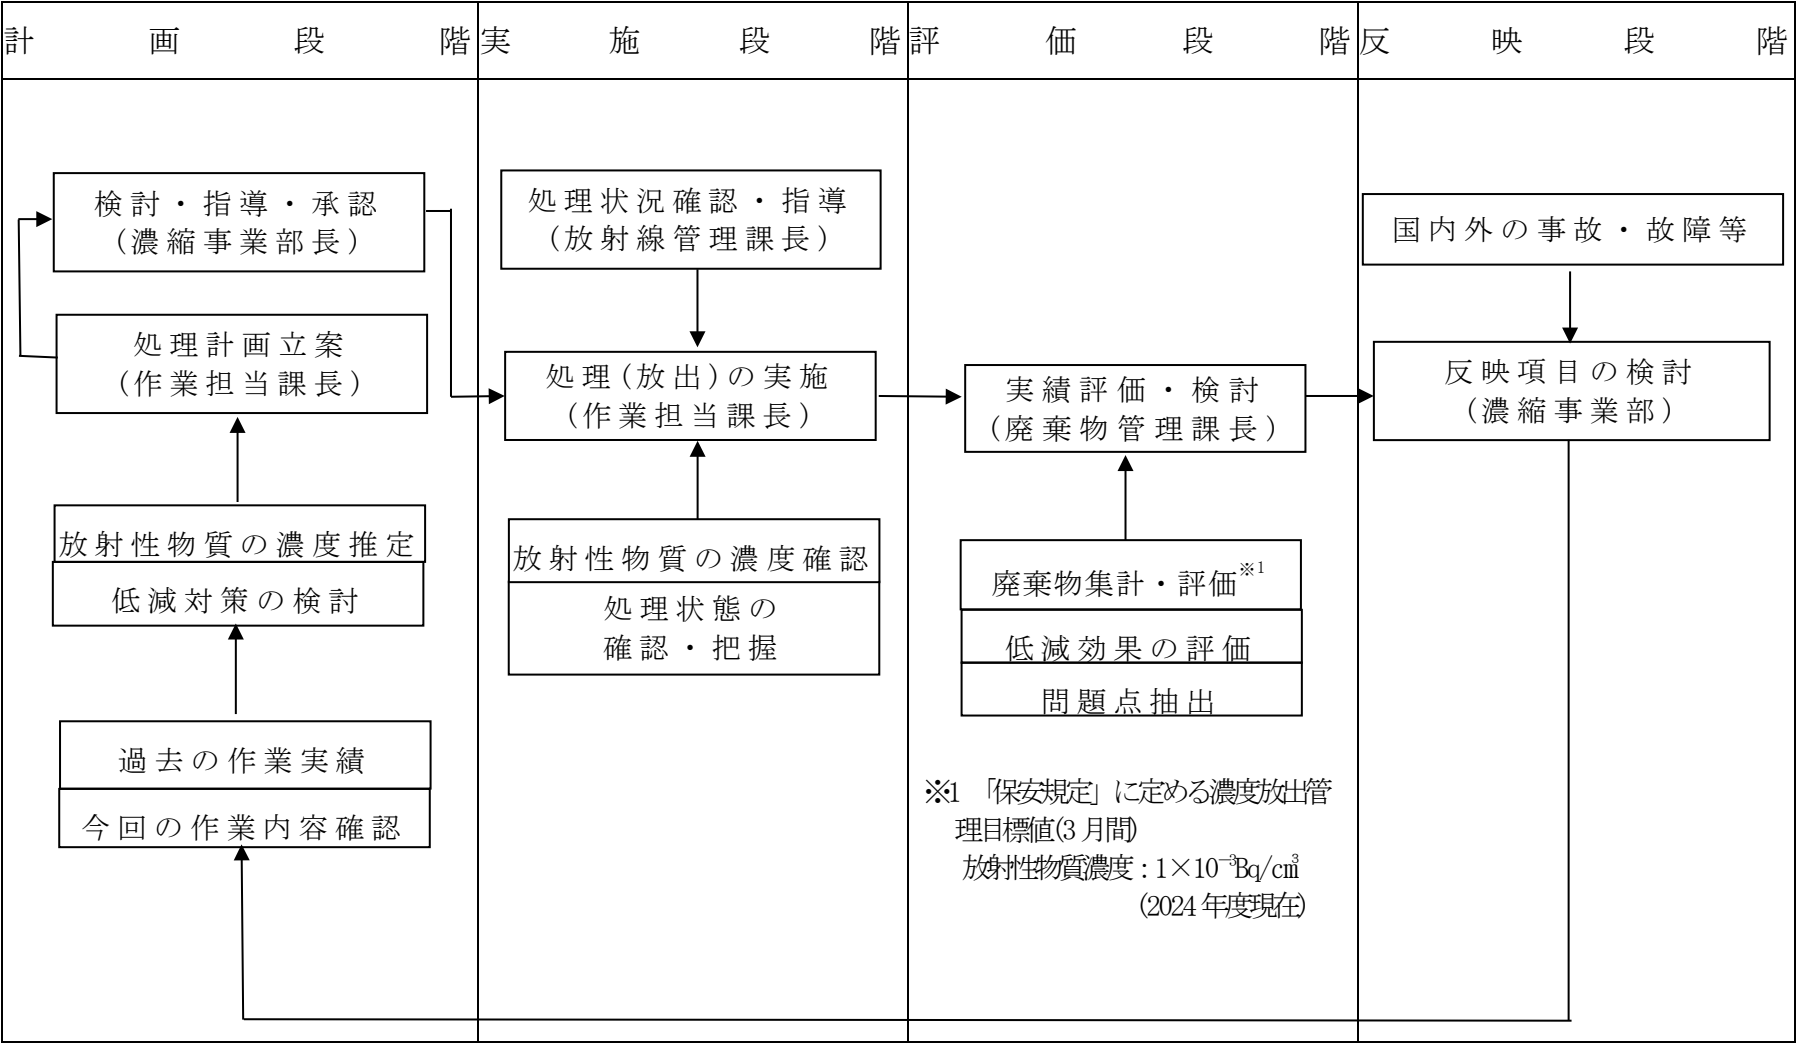 計画段階
実施段階
評価段階
反映段階
検討・指導・承認
(濃縮事業部長)
処理計画立案
(作業担当課長)
放射性物質の濃度推定
低減対策の検討
過去の作業実績
今回の作業内容確認
処理状況確認・指導
(放射線管理課長)
処理(放出)の実施
(作業担当課長)
放射性物質の濃度確認
処理状態の
確認・把握
実績評価・検討
(廃棄物管理課長)
廃棄物集計・評価※1
低減効果の評価
問題点抽出
※1 「保安規定」に定める濃度放出管
理目標値(3月間)
放射性物質濃度：1×10⁻³Bq/cm³
(2024年度現在)
国内外の事故・故障等
反映項目の検討
(濃縮事業部)